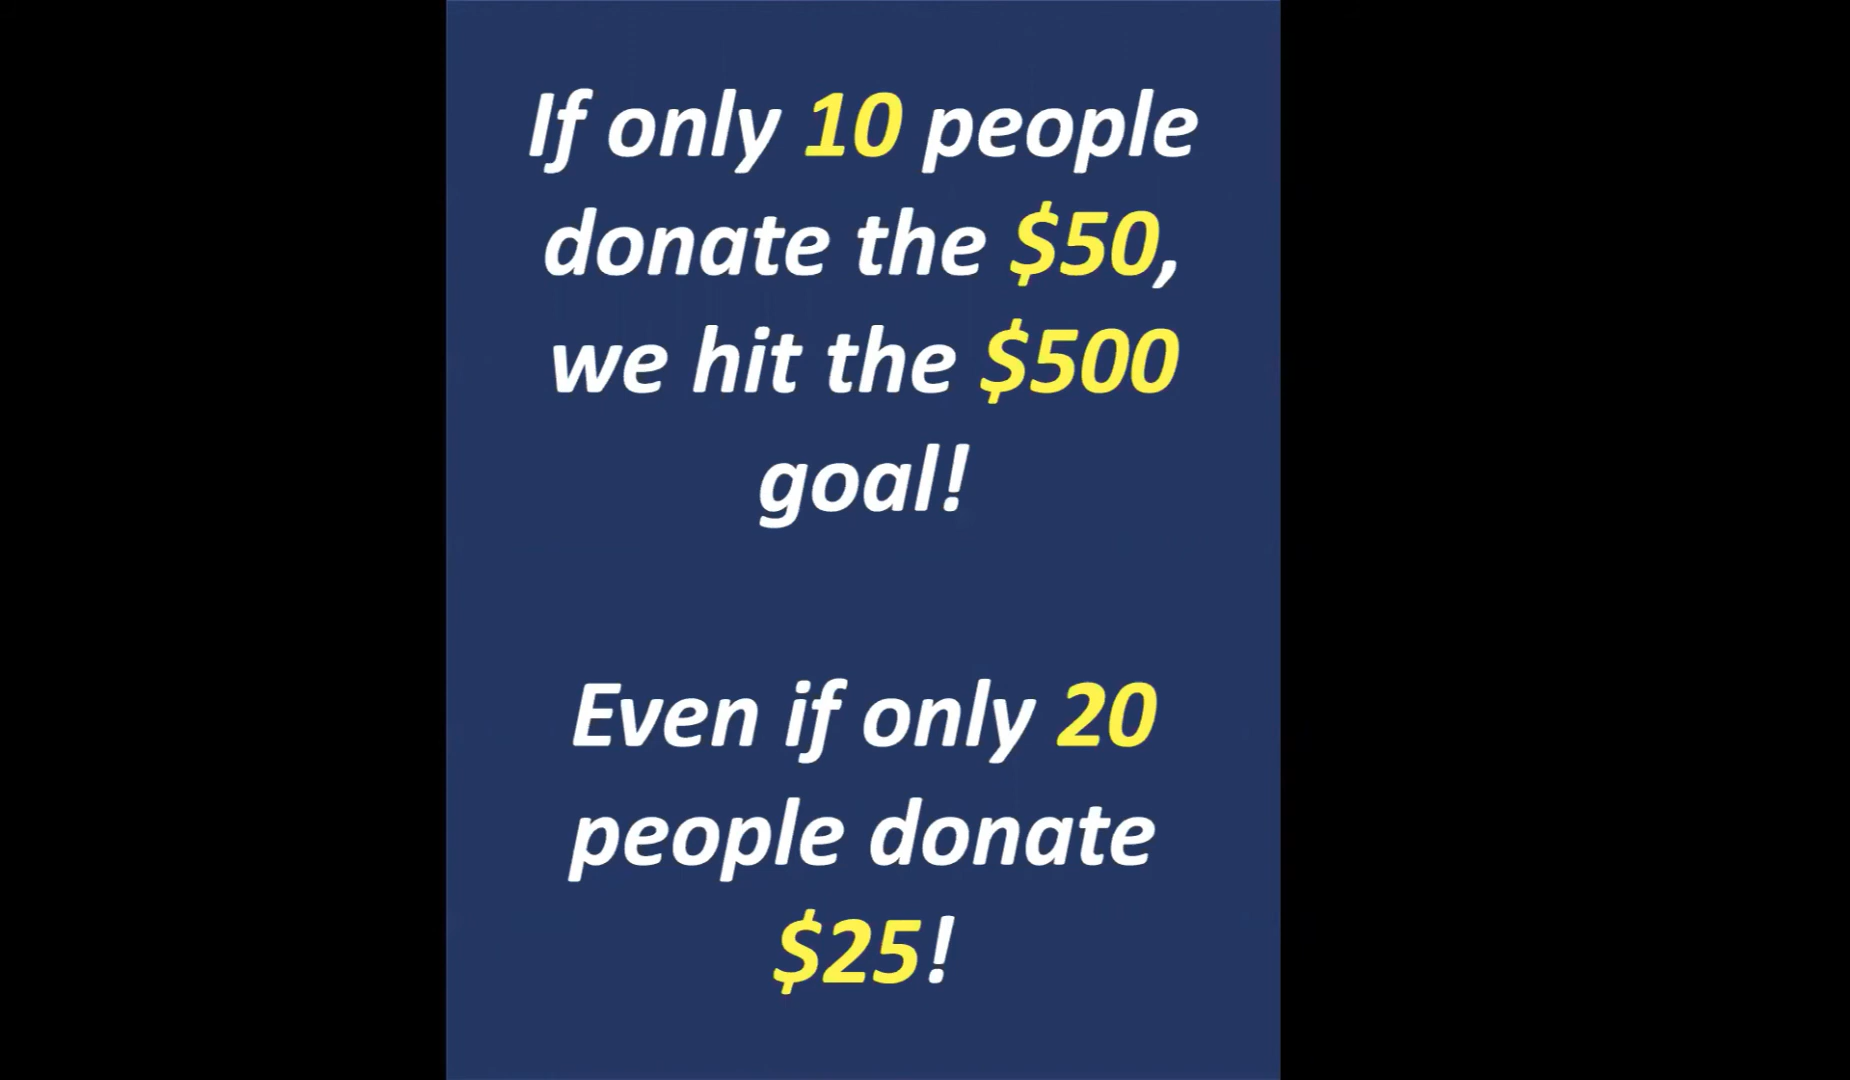 If only 10 people
donate the $50,
we hit the $500
goal!
Even if only 20
people donate
$25!